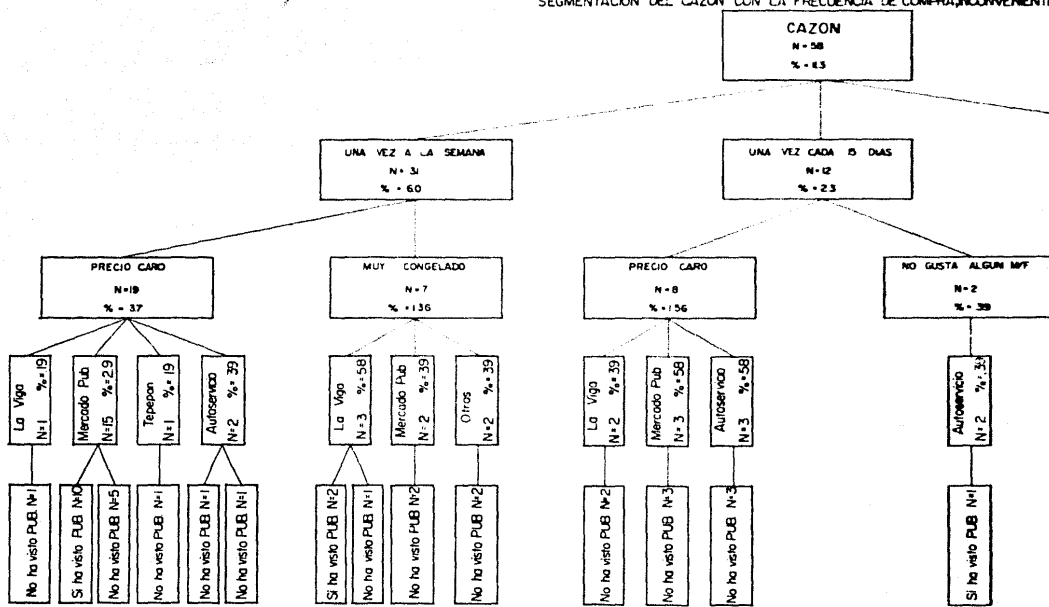 SEGMENTACION DEL CAZON CON LA FRECUENCIA DE COMPRA, INCONVENIENTE
CAZON
N = 58
% = 11.3
UNA VEZ A LA SEMANA
N = 31
% = 6.0
UNA VEZ CADA 15 DIAS
N = 12
% = 2.3
PRECIO CARO
N = 19
% = 3.7
MUY CONGELADO
N = 7
% = 1.36
PRECIO CARO
N = 8
% = 1.56
NO GUSTA ALGUN M/F
N = 2
% = .39
La Viga
N = 1 % = .19
Mercado Pub
N = 15 % = 2.9
Tepepan
N = 1 % = .19
Autoservicio
N = 2 % = .39
La Viga
N = 3 % = .58
Mercado Pub
N = 2 % = .39
Otros
N = 2 % = .39
La Viga
N = 2 % = .39
Mercado Pub
N = 3 % = .58
Autoservicio
N = 3 % = .58
Autoservicio
N = 2 % = .39
No ha visto PUB. N=1
Si ha visto PUB N=10
No ha visto PUB N=5
No ha visto PUB N=1
No ha visto PUB N=1
No ha visto PUB N=1
Si ha visto PUB N=2
No ha visto PUB N=1
No ha visto PUB N=2
No ha visto PUB N=2
No ha visto PUB N=2
No ha visto PUB N=3
No ha visto PUB N=3
Si ha visto PUB N=1